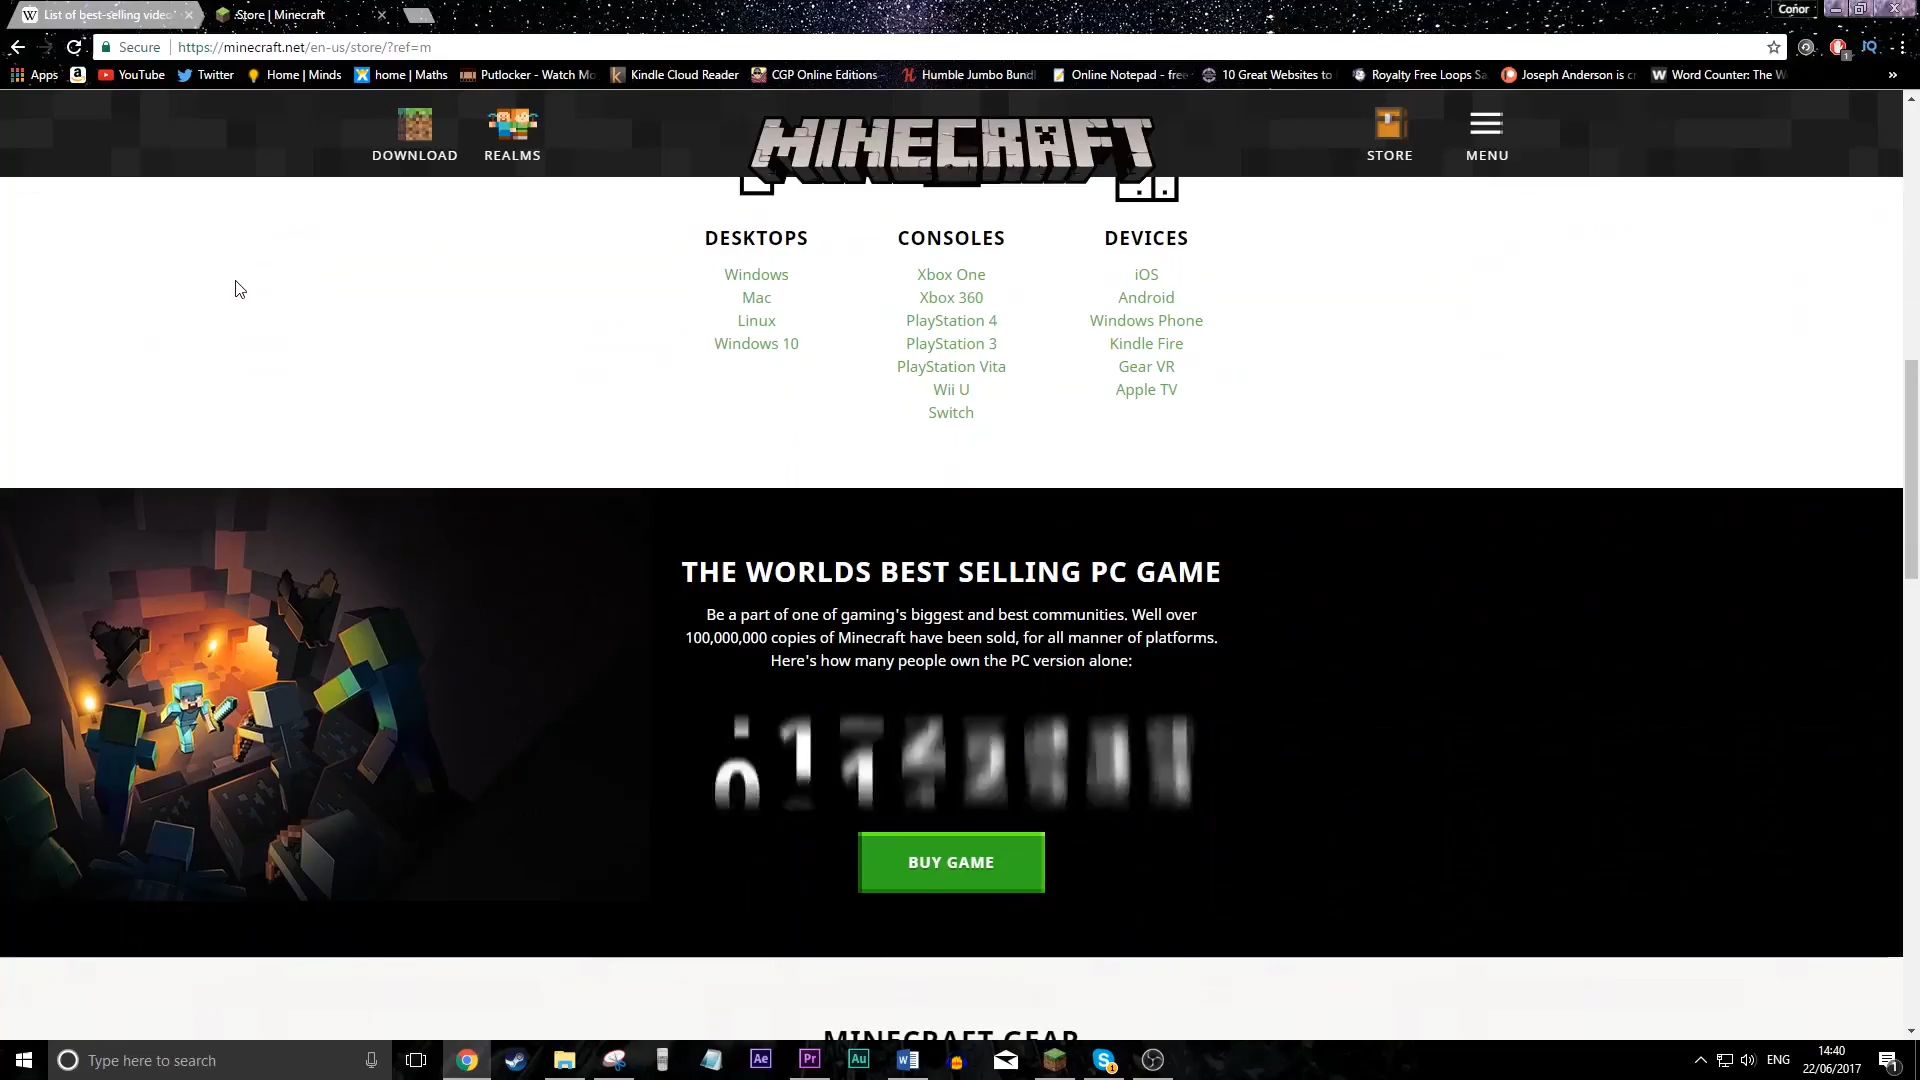 List of best-selling video
Store | Minecraft
Conor
Secure
https://minecraft.net/en-us/store/?ref=m
Apps
YouTube
Twitter
Home | Minds
home | Maths
Putlocker - Watch Mo
Kindle Cloud Reader
CGP Online Editions
Humble Jumbo Bund
Online Notepad - free
10 Great Websites to
Royalty Free Loops Sa
Joseph Anderson is c
Word Counter: The W
DOWNLOAD
REALMS
MINECRAFT
STORE
MENU
DESKTOPS
Windows
Mac
Linux
Windows 10
CONSOLES
Xbox One
Xbox 360
PlayStation 4
PlayStation 3
PlayStation Vita
Wii U
Switch
DEVICES
iOS
Android
Windows Phone
Kindle Fire
Gear VR
Apple TV
THE WORLDS BEST SELLING PC GAME
Be a part of one of gaming's biggest and best communities. Well over
100,000,000 copies of Minecraft have been sold, for all manner of platforms.
Here's how many people own the PC version alone:
BUY GAME
MINECRAFT GEAR
Type here to search
Ae
Pr
Au
ENG
14:40
22/06/2017